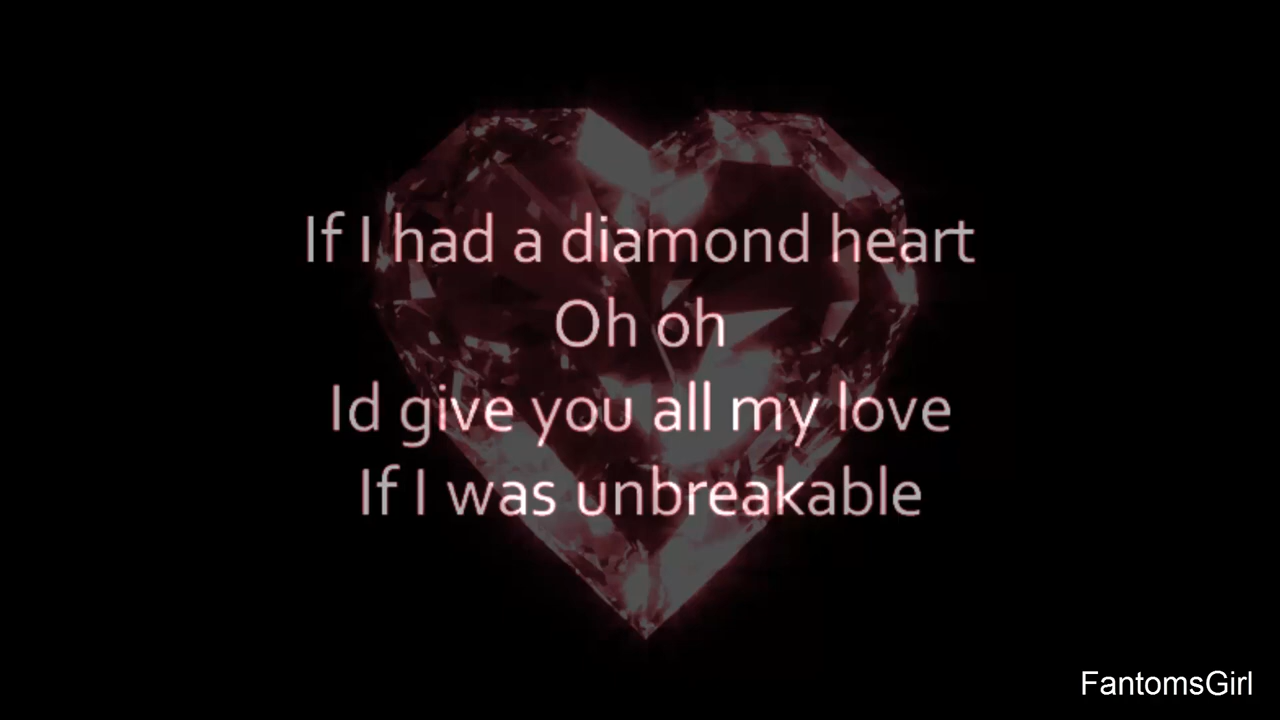 If I had a diamond heart
Oh oh
Id give you all my love
If I was unbreakable
FantomsGirl